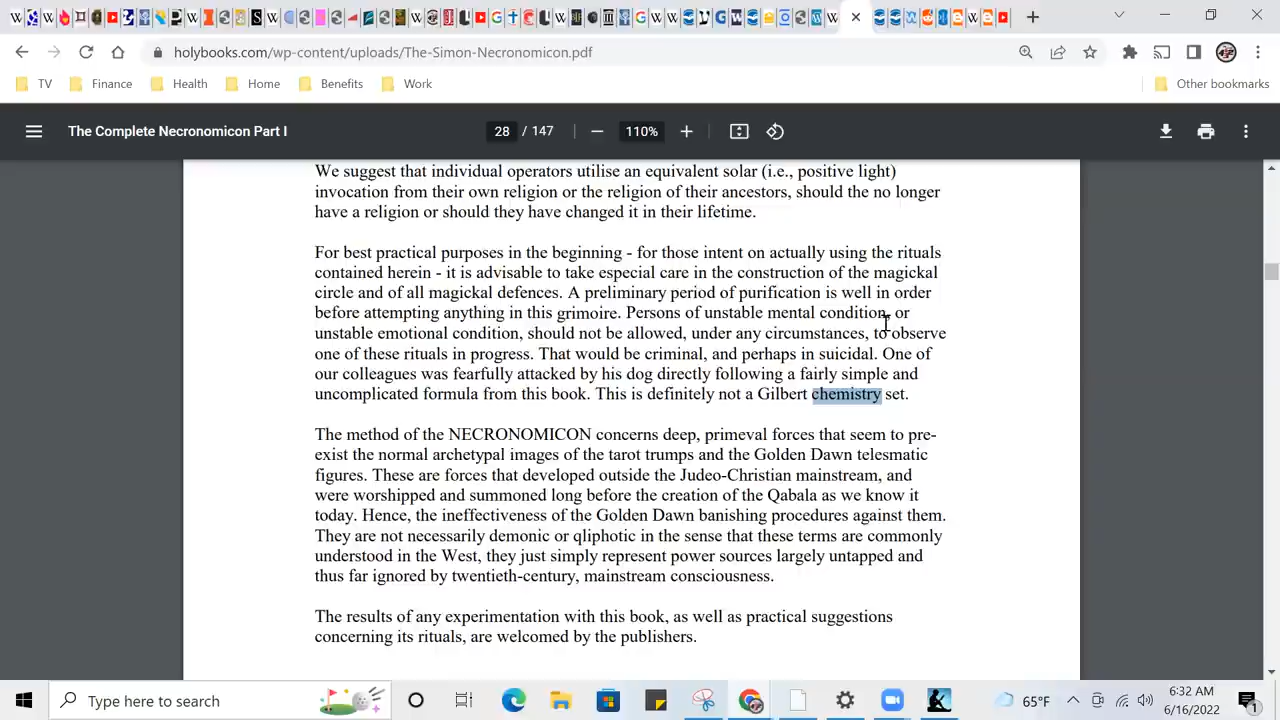 holybooks.com/wp-content/uploads/The-Simon-Necronomicon.pdf
TV Finance Health Home Benefits Work Other bookmarks
The Complete Necronomicon Part I 28 / 147 110%
We suggest that individual operators utilise an equivalent solar (i.e., positive light)
invocation from their own religion or the religion of their ancestors, should the no longer
have a religion or should they have changed it in their lifetime.
For best practical purposes in the beginning - for those intent on actually using the rituals
contained herein - it is advisable to take especial care in the construction of the magickal
circle and of all magickal defences. A preliminary period of purification is well in order
before attempting anything in this grimoire. Persons of unstable mental condition, or
unstable emotional condition, should not be allowed, under any circumstances, to observe
one of these rituals in progress. That would be criminal, and perhaps in suicidal. One of
our colleagues was fearfully attacked by his dog directly following a fairly simple and
uncomplicated formula from this book. This is definitely not a Gilbert chemistry set.
The method of the NECRONOMICON concerns deep, primeval forces that seem to pre-
exist the normal archetypal images of the tarot trumps and the Golden Dawn telesmatic
figures. These are forces that developed outside the Judeo-Christian mainstream, and
were worshipped and summoned long before the creation of the Qabala as we know it
today. Hence, the ineffectiveness of the Golden Dawn banishing procedures against them.
They are not necessarily demonic or qliphotic in the sense that these terms are commonly
understood in the West, they just simply represent power sources largely untapped and
thus far ignored by twentieth-century, mainstream consciousness.
The results of any experimentation with this book, as well as practical suggestions
concerning its rituals, are welcomed by the publishers.
Type here to search
65°F
6:32 AM
6/16/2022
1